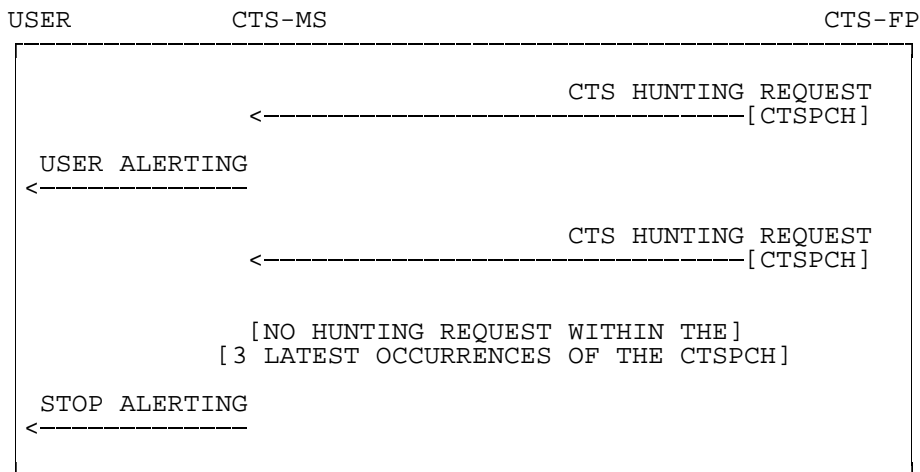 USER CTS-MS CTS-FP
CTS HUNTING REQUEST
[CTSPCH]
USER ALERTING
CTS HUNTING REQUEST
[CTSPCH]
[NO HUNTING REQUEST WITHIN THE]
[3 LATEST OCCURRENCES OF THE CTSPCH]
STOP ALERTING